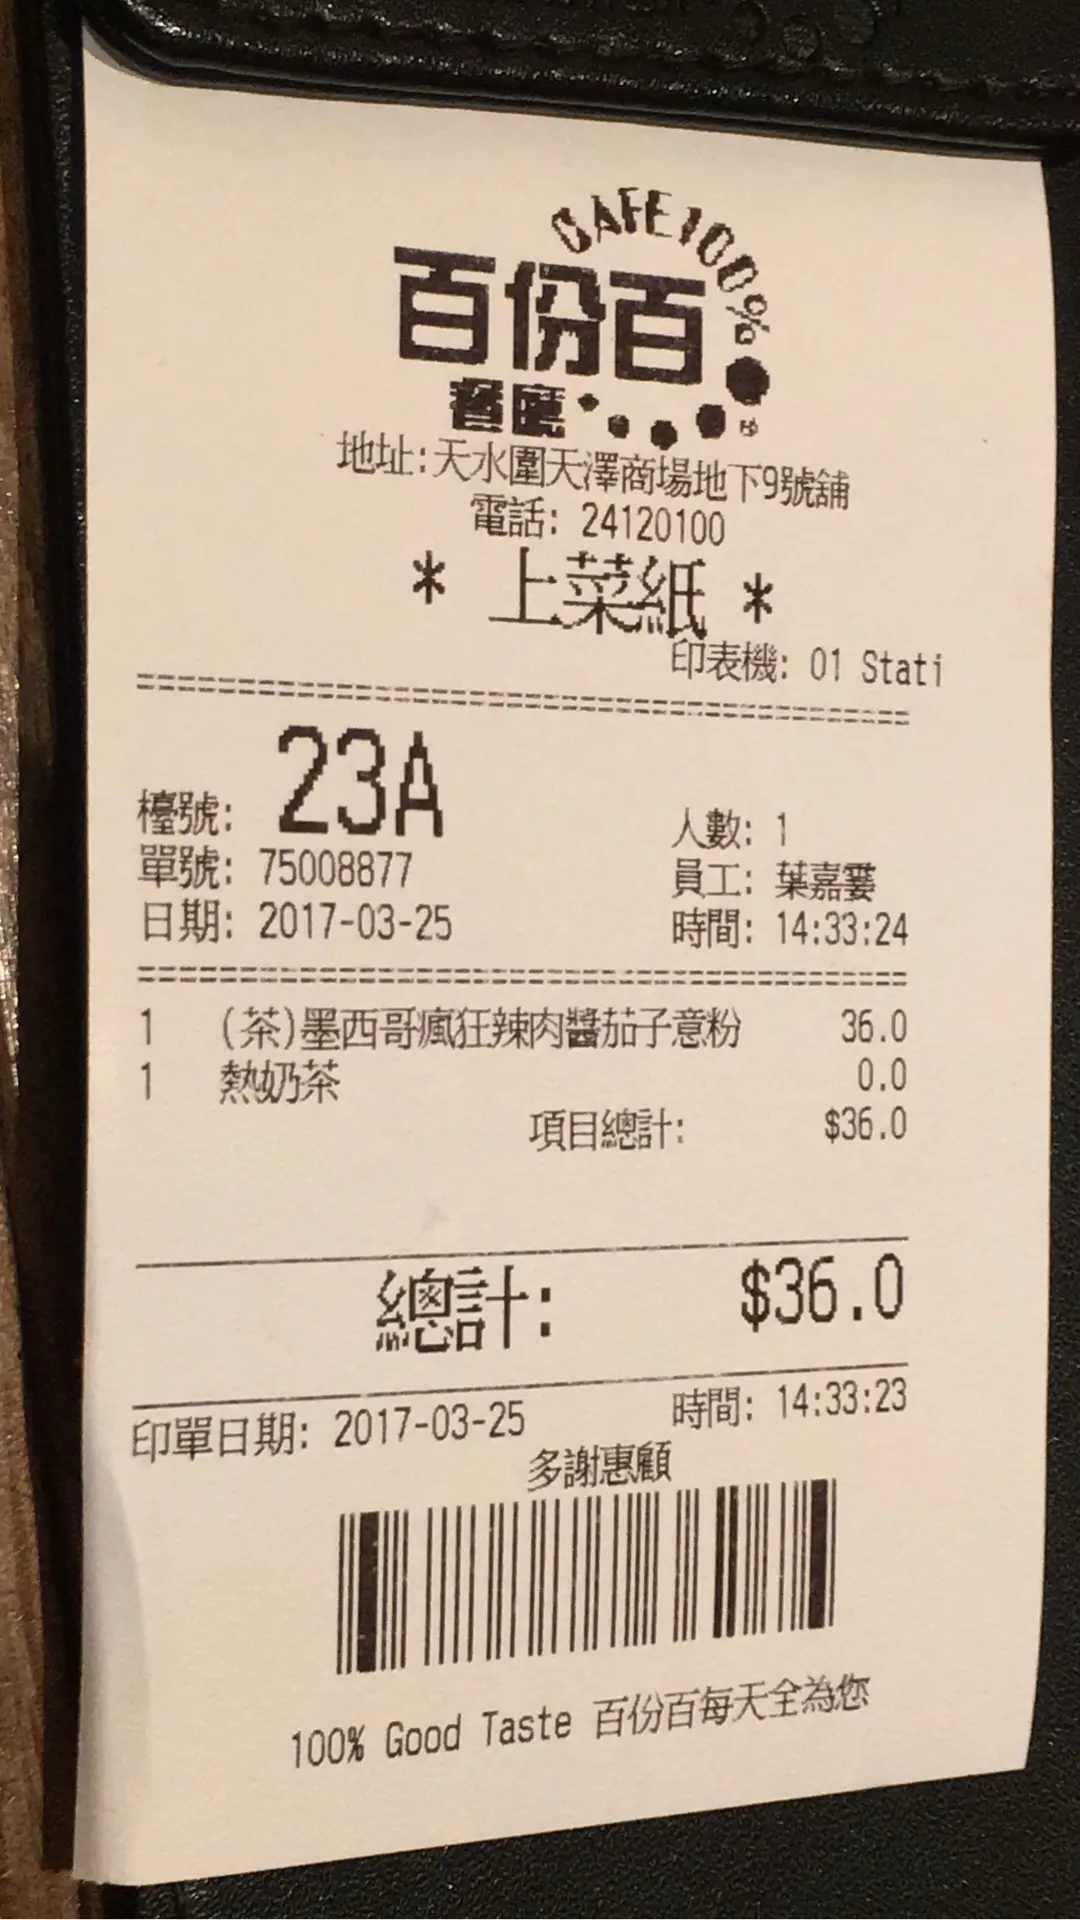 CAFE100%
百份百
餐廳
地址:天水圍天澤商場地下9號舖
電話: 24120100
* 上菜紙 *
印表機: 01 Stati
檯號: 23A 人數: 1
單號: 75008877 員工: 葉嘉霎
日期: 2017-03-25 時間: 14:33:24
1 (茶)墨西哥瘋狂辣肉醬茄子意粉 36.0
1 熱奶茶 0.0
項目總計: $36.0
總計: $36.0
印單日期: 2017-03-25 時間: 14:33:23
多謝惠顧
100% Good Taste 百份百每天全為您